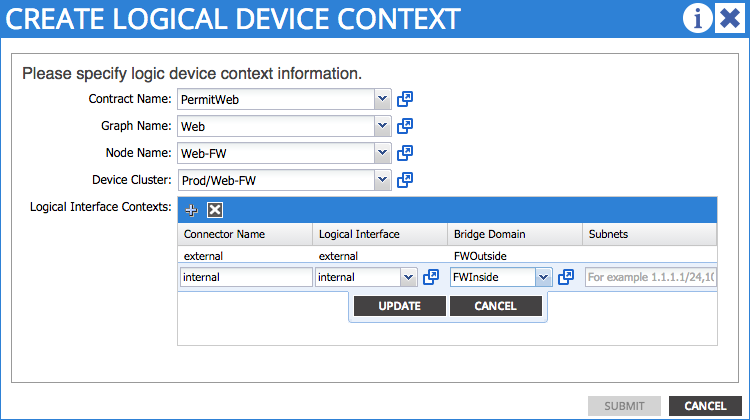 CREATE LOGICAL DEVICE CONTEXT
Please specify logic device context information.
Contract Name: PermitWeb
Graph Name: Web
Node Name: Web-FW
Device Cluster: Prod/Web-FW
Logical Interface Contexts:
Connector Name Logical Interface Bridge Domain Subnets
external external FWOutside
internal internal FWInside For example 1.1.1.1/24,10
UPDATE CANCEL
SUBMIT CANCEL